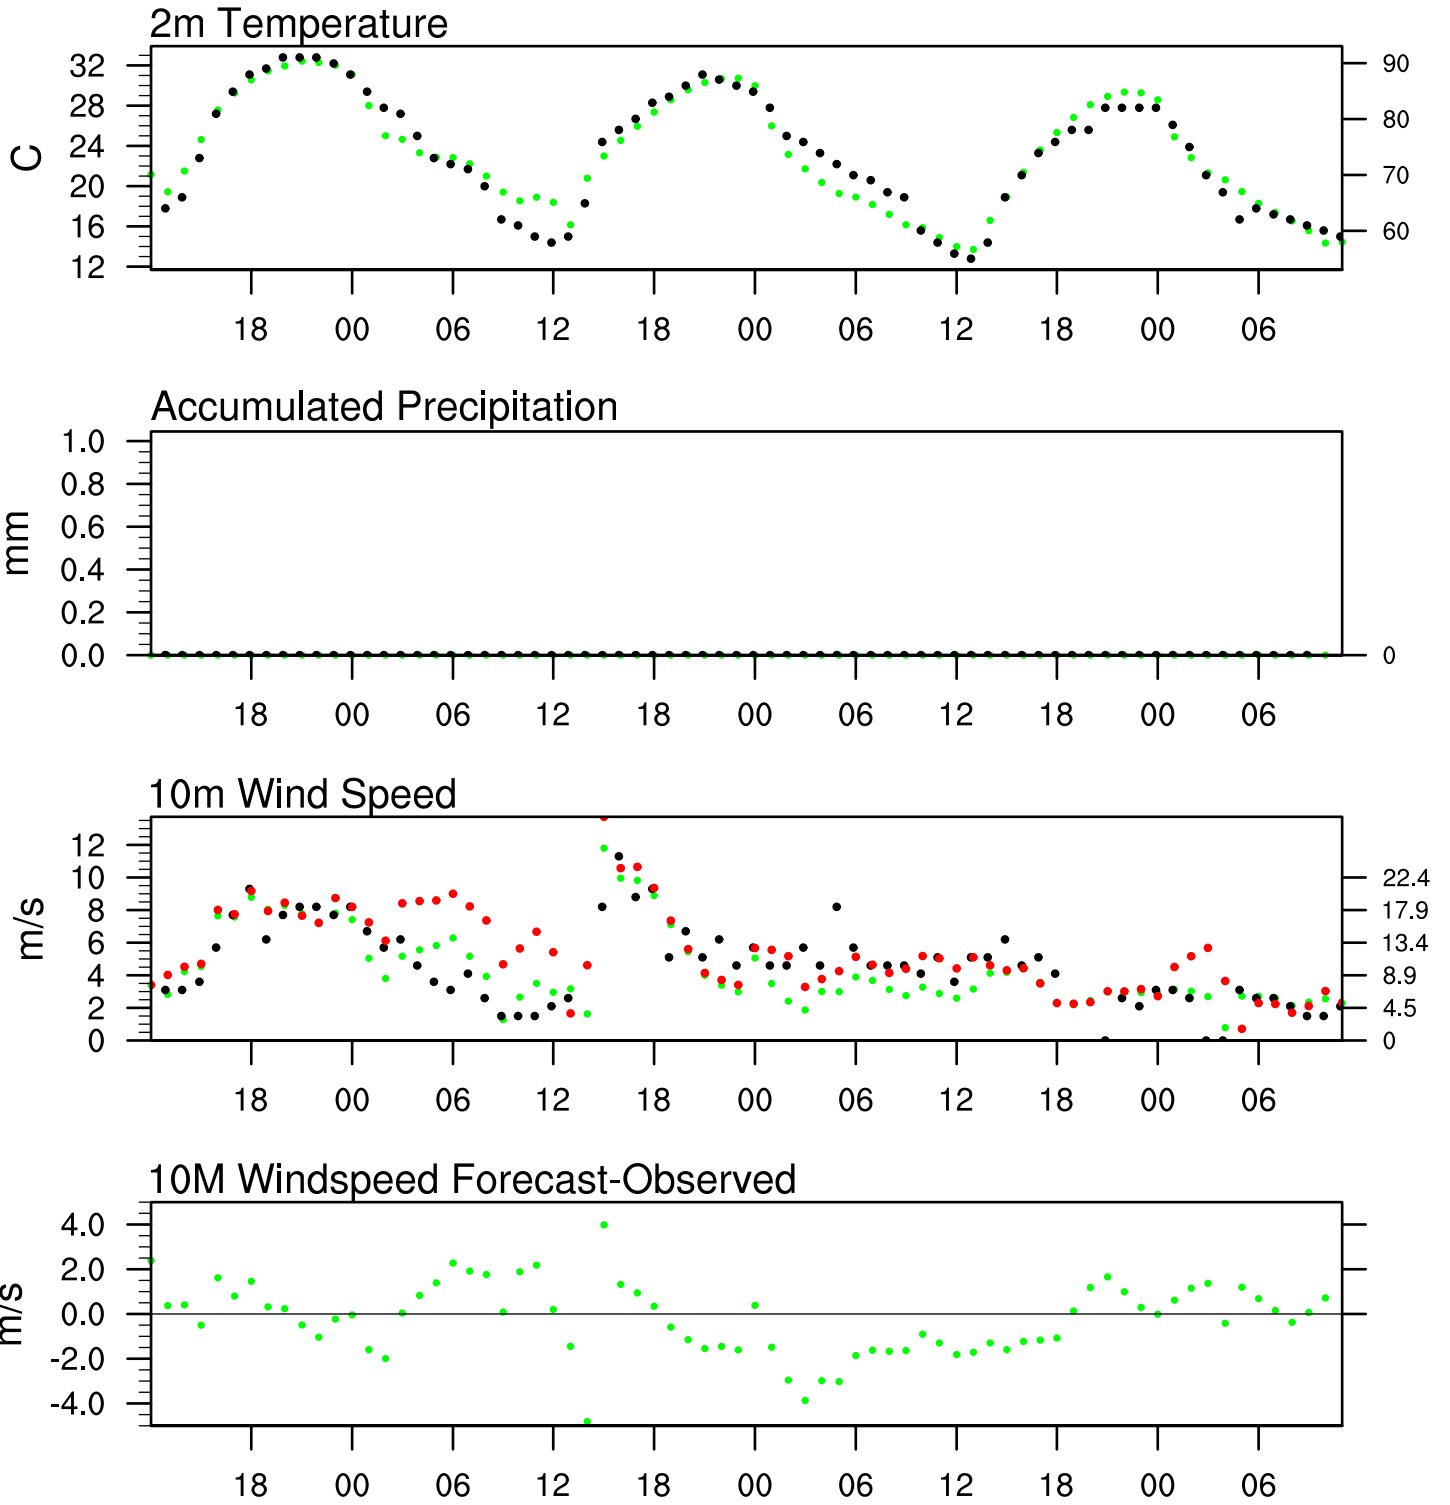 2m Temperature
32
28
24
20
16
12
C
90
80
70
60
18 00 06 12 18 00 06 12 18 00 06
Accumulated Precipitation
1.0
0.8
0.6
0.4
0.2
0.0
mm
0
18 00 06 12 18 00 06 12 18 00 06
10m Wind Speed
12
10
8
6
4
2
0
m/s
22.4
17.9
13.4
8.9
4.5
0
18 00 06 12 18 00 06 12 18 00 06
10M Windspeed Forecast-Observed
4.0
2.0
0.0
-2.0
-4.0
m/s
18 00 06 12 18 00 06 12 18 00 06